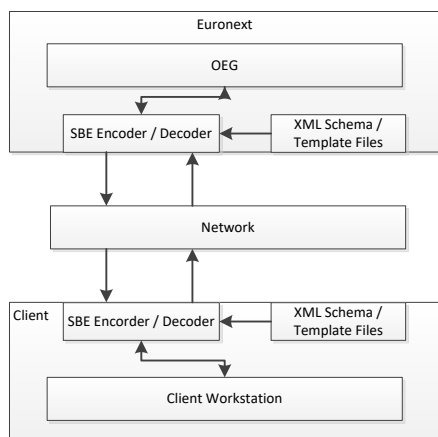 Euronext
OEG
SBE Encoder / Decoder
XML Schema /
Template Files
Network
Client
SBE Encorder / Decoder
XML Schema /
Template Files
Client Workstation